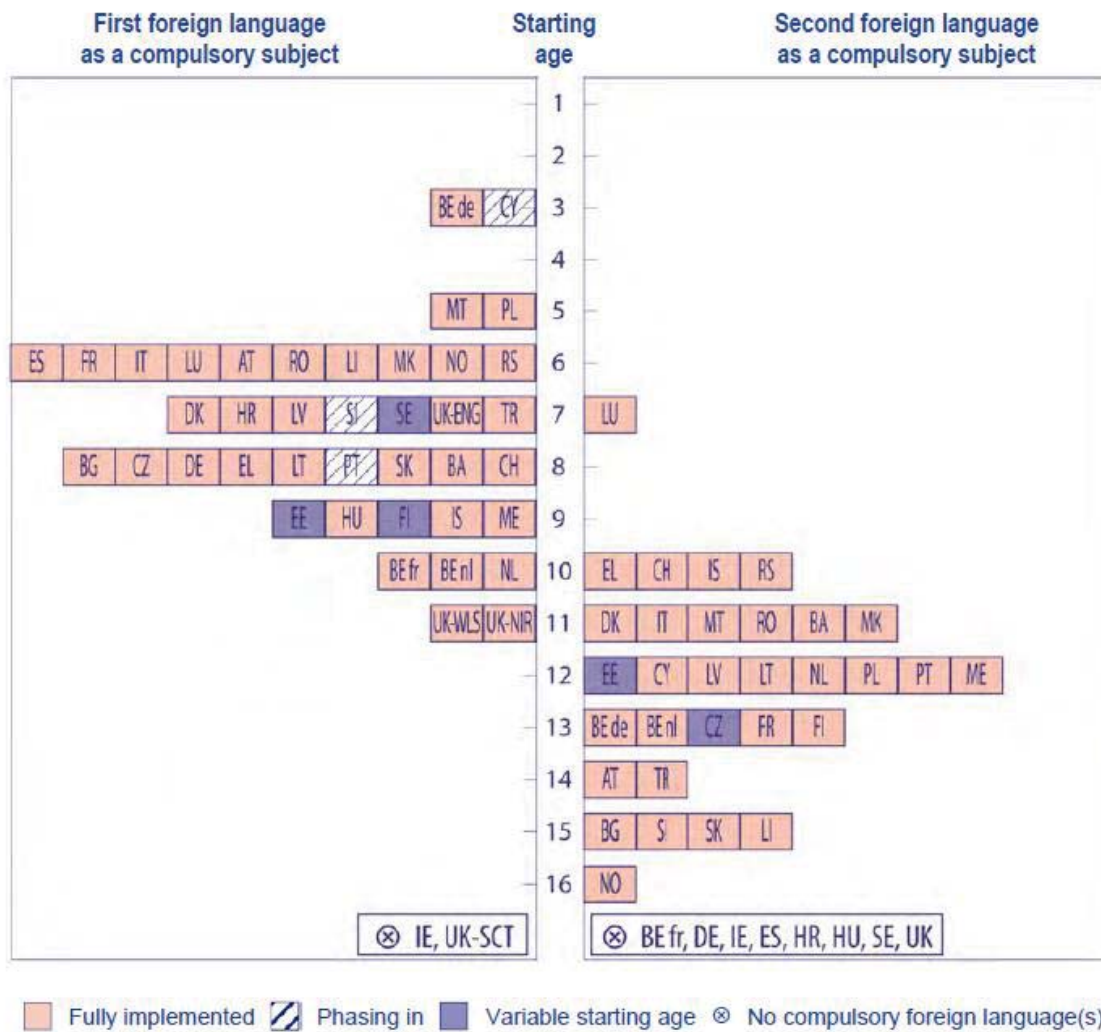 First foreign language
as a compulsory subject
Starting
age
Second foreign language
as a compulsory subject
1
2
BE de CY 3
4
MT PL 5
ES FR IT LU AT RO LI MK NO RS 6
DK HR LV SI SE UK-ENG TR 7 LU
BG CZ DE EL LT PT SK BA CH 8
EE HU FI IS ME 9
BE fr BE nl NL 10 EL CH IS RS
UK-WLS UK-NIR 11 DK IT MT RO BA MK
12 EE CY LV LT NL PL PT ME
13 BE de BE nl CZ FR FI
14 AT TR
15 BG SI SK LI
16 NO
⊗ IE, UK-SCT ⊗ BE fr, DE, IE, ES, HR, HU, SE, UK
Fully implemented Phasing in Variable starting age ⊗ No compulsory foreign language(s)